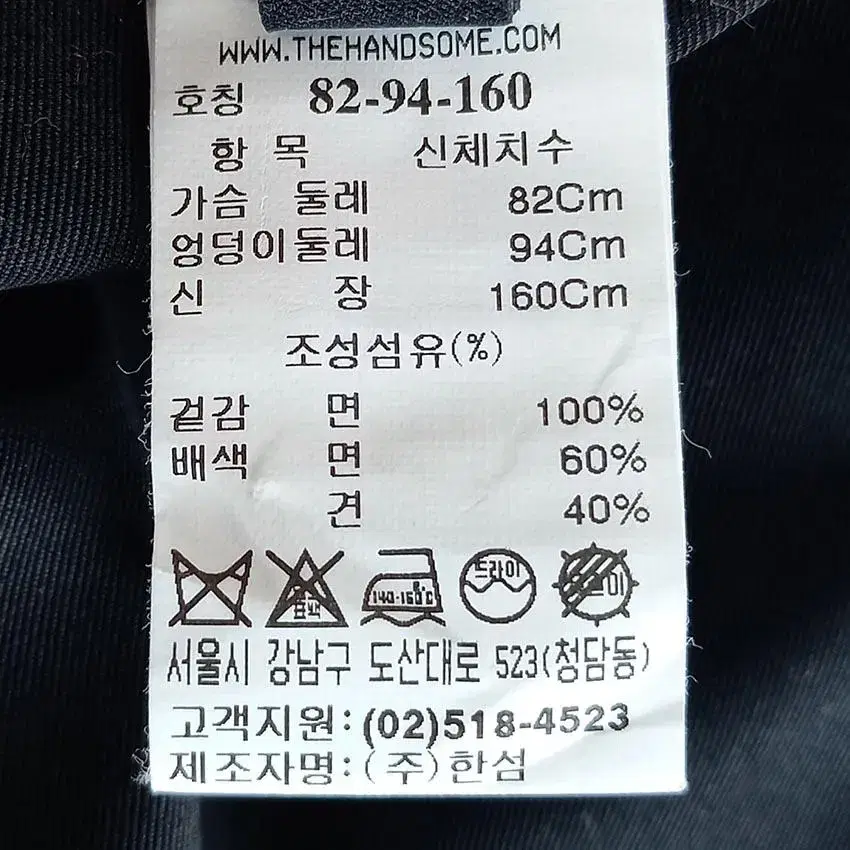 WWW.THEHANDSOME.COM
호칭 82-94-160
항 목 신체치수
가슴 둘레 82Cm
엉덩이둘레 94Cm
신 장 160Cm
조성섬유(%)
겉감 면 100%
배색 면 60%
견 40%
표백 140-160°C 드라이
서울시 강남구 도산대로 523(청담동)
고객지원: (02)518-4523
제조자명: (주)한섬